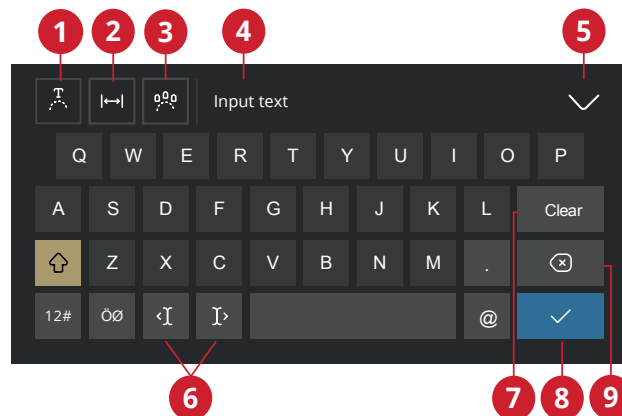 1 2 3 4 5
T Input text
Q W E R T Y U I O P
A S D F G H J K L Clear
Z X C V B N M .
12# ÖØ @
6 7 8 9